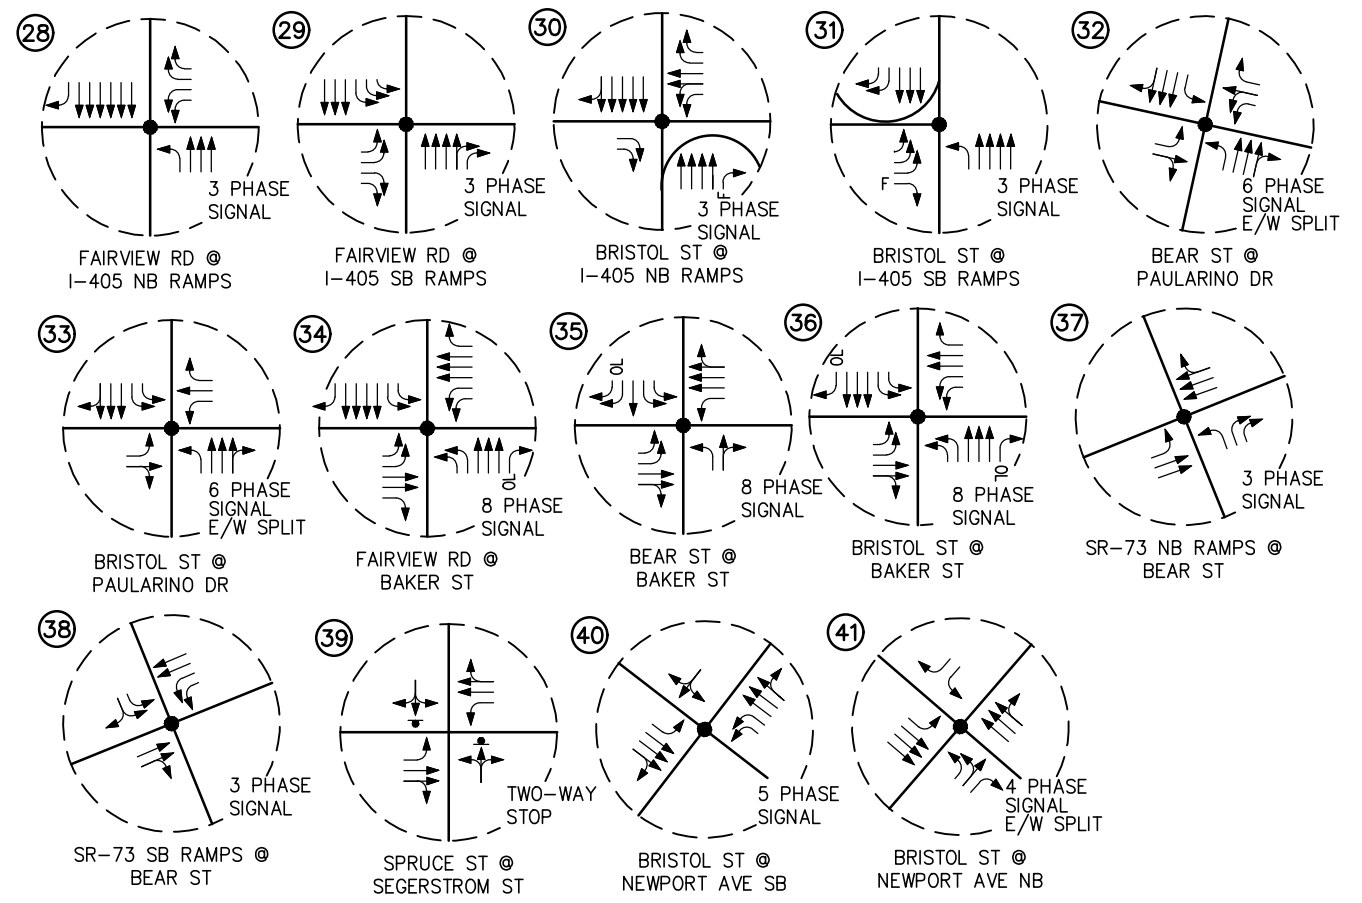 28
3 PHASE
SIGNAL
FAIRVIEW RD @
I-405 NB RAMPS
29
3 PHASE
SIGNAL
FAIRVIEW RD @
I-405 SB RAMPS
30
F
3 PHASE
SIGNAL
BRISTOL ST @
I-405 NB RAMPS
31
F
3 PHASE
SIGNAL
BRISTOL ST @
I-405 SB RAMPS
32
6 PHASE
SIGNAL
E/W SPLIT
BEAR ST @
PAULARINO DR
33
6 PHASE
SIGNAL
E/W SPLIT
BRISTOL ST @
PAULARINO DR
34
OL
8 PHASE
SIGNAL
FAIRVIEW RD @
BAKER ST
35
OL
8 PHASE
SIGNAL
BEAR ST @
BAKER ST
36
OL
OL
8 PHASE
SIGNAL
BRISTOL ST @
BAKER ST
37
3 PHASE
SIGNAL
SR-73 NB RAMPS @
BEAR ST
38
3 PHASE
SIGNAL
SR-73 SB RAMPS @
BEAR ST
39
TWO-WAY
STOP
SPRUCE ST @
SEGERSTROM ST
40
5 PHASE
SIGNAL
BRISTOL ST @
NEWPORT AVE SB
41
4 PHASE
SIGNAL
E/W SPLIT
BRISTOL ST @
NEWPORT AVE NB